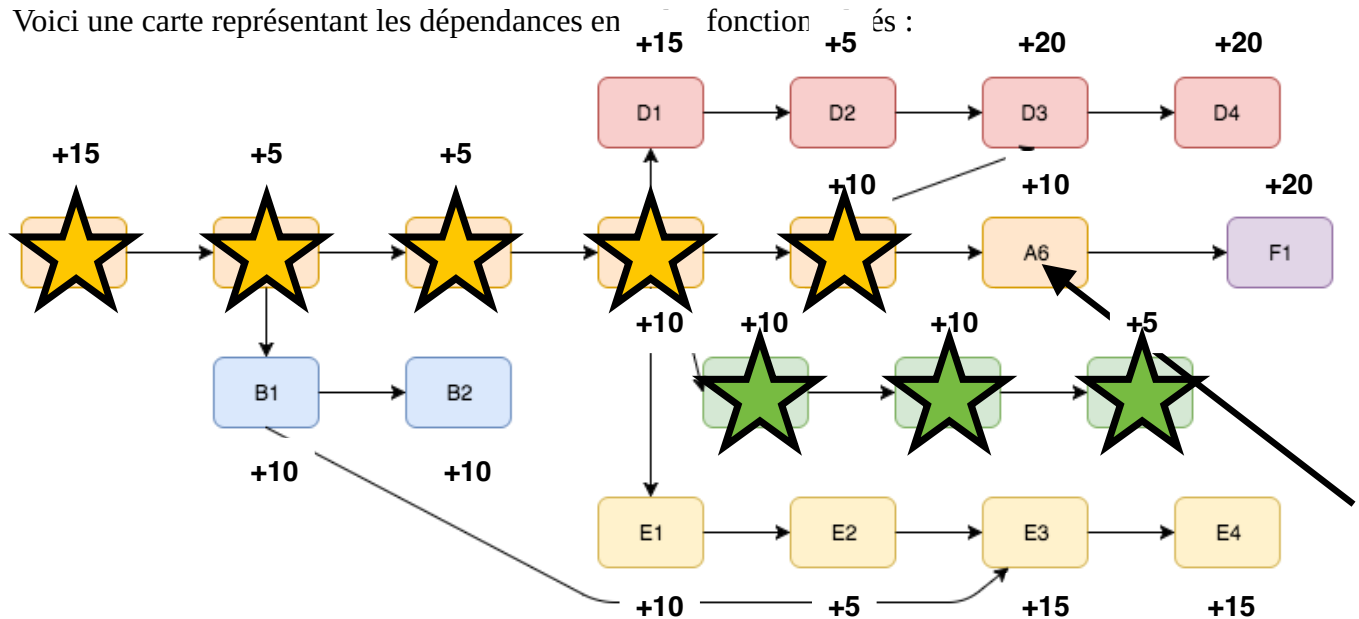 Voici une carte représentant les dépendances en fonction és :
+15 +5 +20 +20
D1 D2 D3 D4
+15 +5 +5 +10 +10 +20
A6 F1
+10 +10 +10 +5
B1 B2
+10 +10
E1 E2 E3 E4
+10 +5 +15 +15